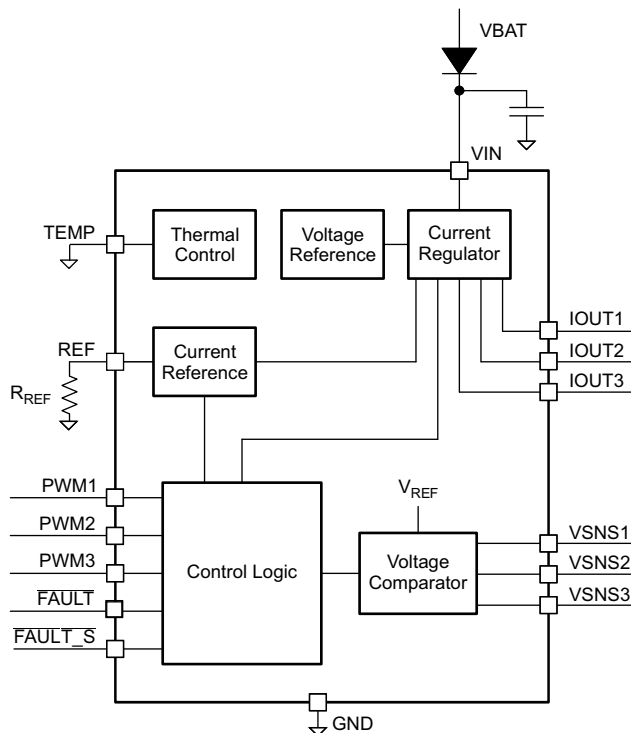 VBAT
VIN
TEMP
Thermal
Control
Voltage
Reference
Current
Regulator
IOUT1
REF
Current
Reference
IOUT2
IOUT3
RREF
PWM1
PWM2
PWM3
FAULT
FAULT_S
Control Logic
VREF
Voltage
Comparator
VSNS1
VSNS2
VSNS3
GND